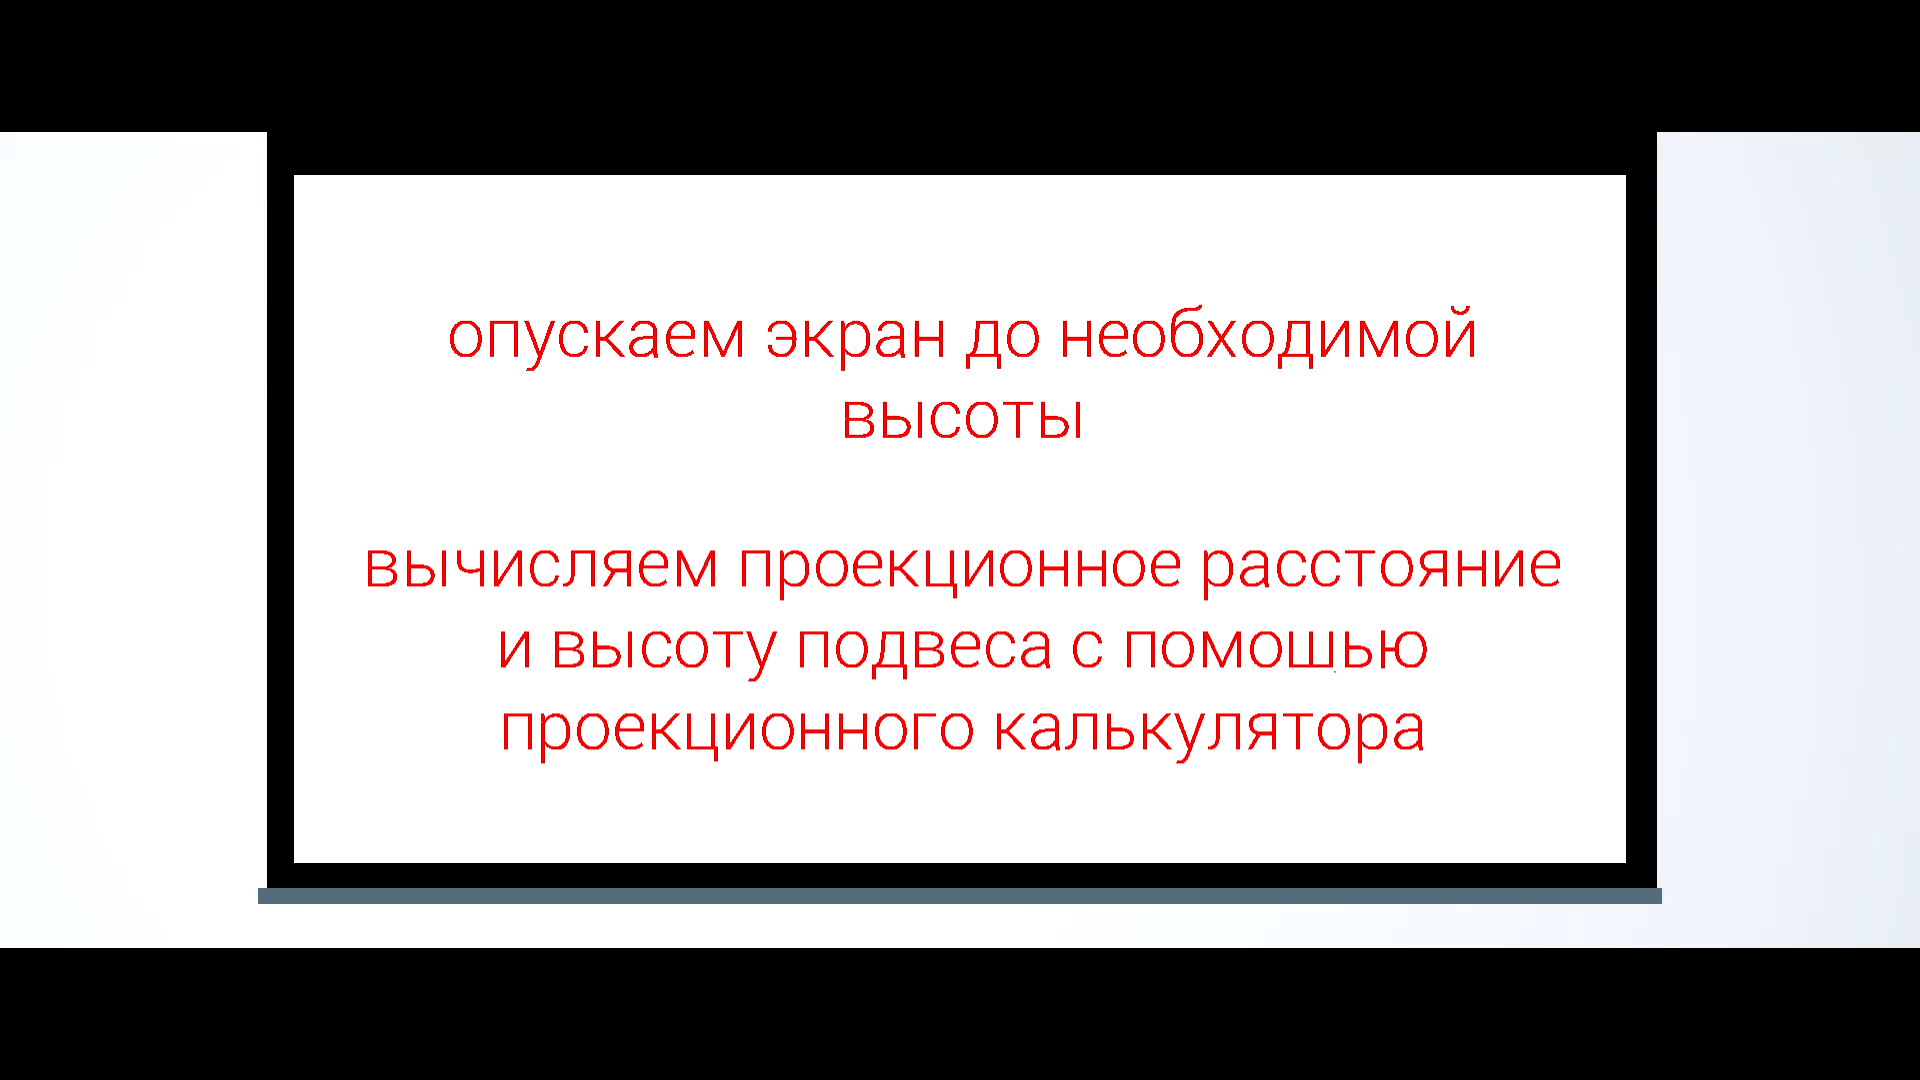 опускаем экран до необходимой
высоты
вычисляем проекционное расстояние
и высоту подвеса с помошью
проекционного калькулятора